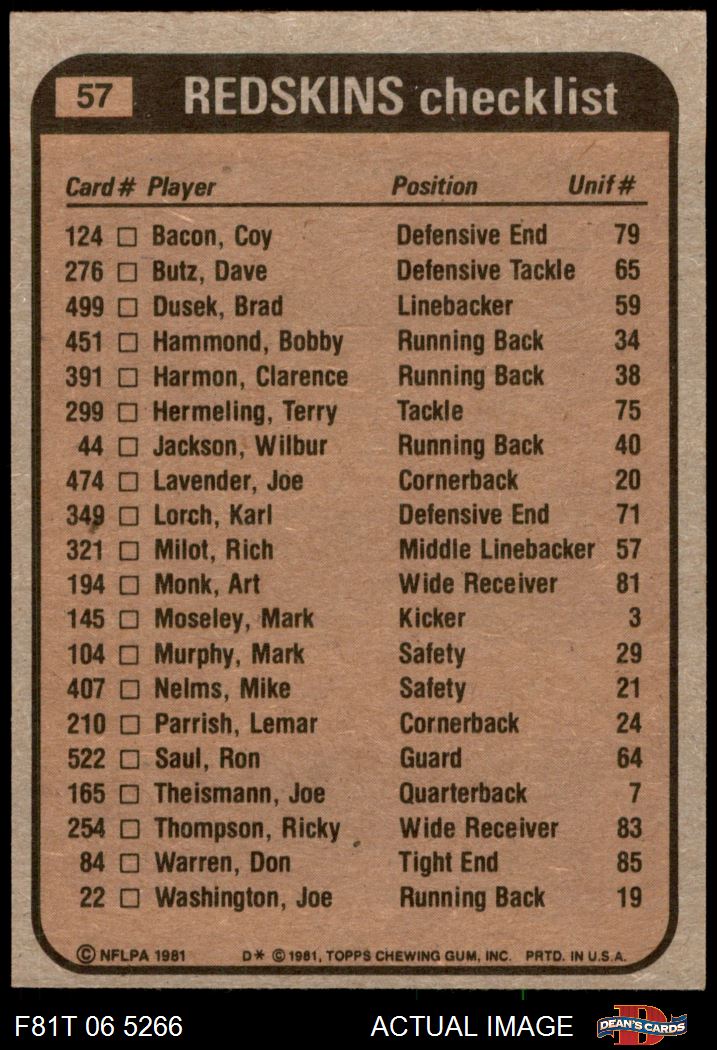 57 REDSKINS checklist
Card # Player Position Unif #
124 □ Bacon, Coy Defensive End 79
276 □ Butz, Dave Defensive Tackle 65
499 □ Dusek, Brad Linebacker 59
451 □ Hammond, Bobby Running Back 34
391 □ Harmon, Clarence Running Back 38
299 □ Hermeling, Terry Tackle 75
44 □ Jackson, Wilbur Running Back 40
474 □ Lavender, Joe Cornerback 20
349 □ Lorch, Karl Defensive End 71
321 □ Milot, Rich Middle Linebacker 57
194 □ Monk, Art Wide Receiver 81
145 □ Moseley, Mark Kicker 3
104 □ Murphy, Mark Safety 29
407 □ Nelms, Mike Safety 21
210 □ Parrish, Lemar Cornerback 24
522 □ Saul, Ron Guard 64
165 □ Theismann, Joe Quarterback 7
254 □ Thompson, Ricky Wide Receiver 83
84 □ Warren, Don Tight End 85
22 □ Washington, Joe Running Back 19
© NFLPA 1981 D* © 1981, TOPPS CHEWING GUM, INC. PRTD. IN U.S.A.
F81T 06 5266 ACTUAL IMAGE D DEAN'S CARDS